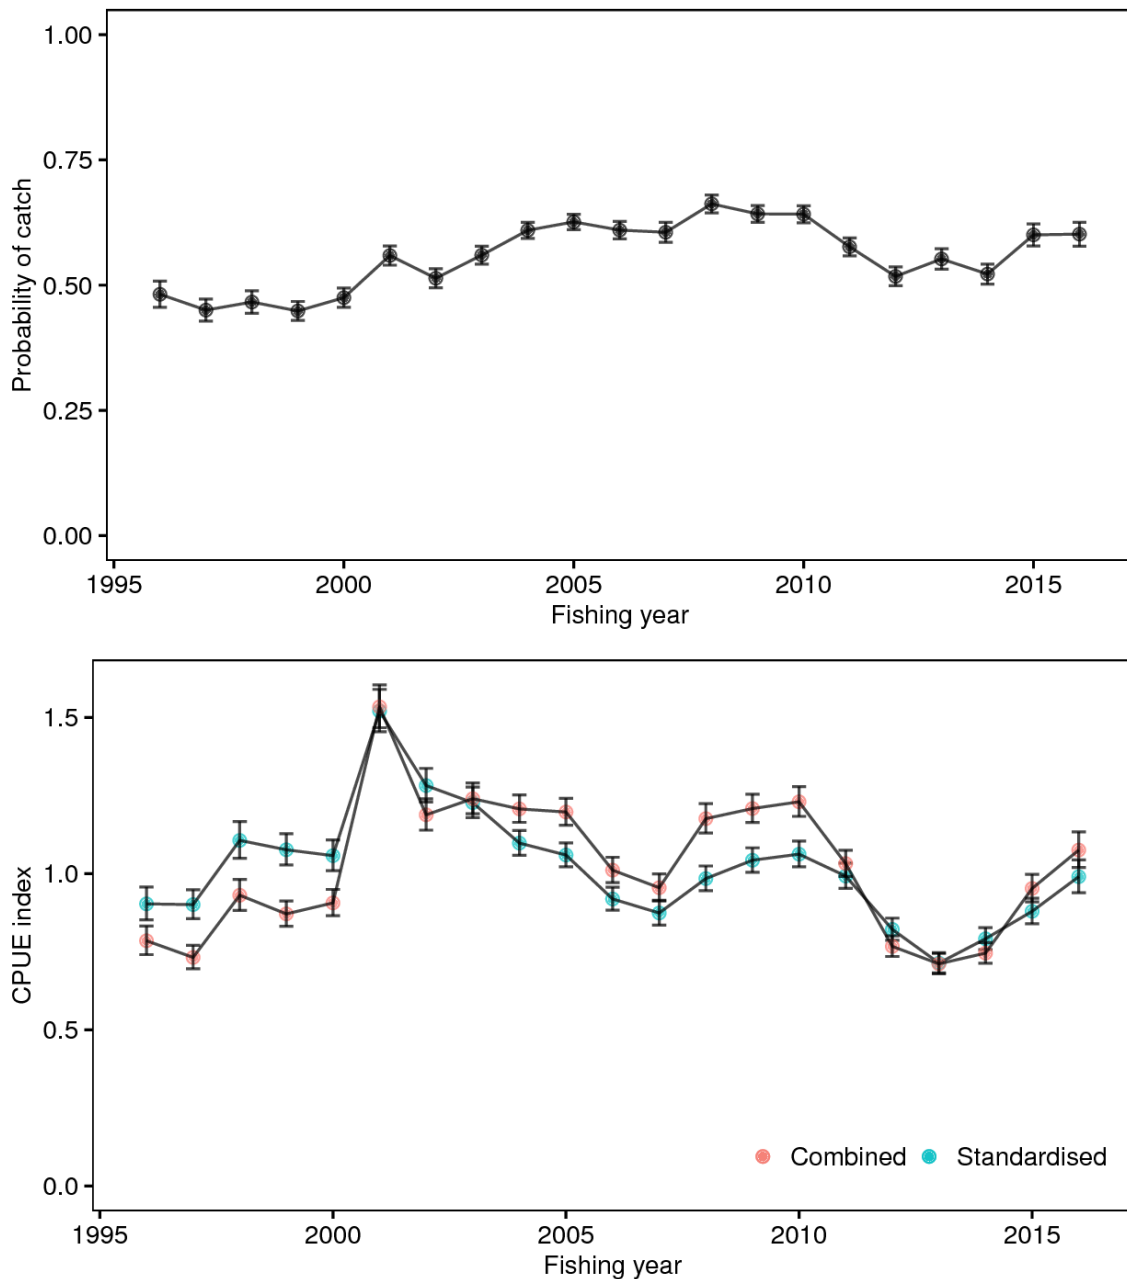 1.00
0.75
0.50
0.25
0.00
Probability of catch
1995 2000 2005 2010 2015
Fishing year
1.5
1.0
0.5
0.0
CPUE index
Combined Standardised
1995 2000 2005 2010 2015
Fishing year